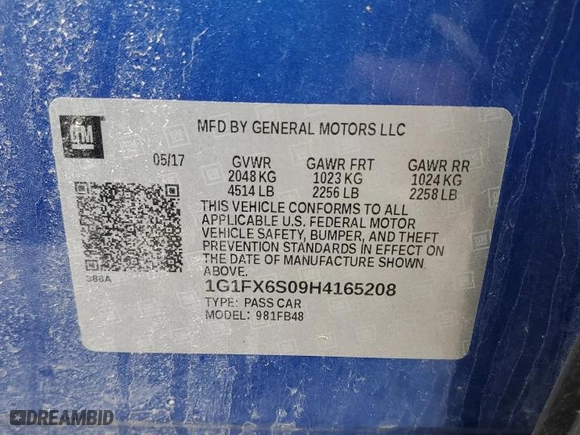 GM
MFD BY GENERAL MOTORS LLC
05/17 GVWR GAWR FRT GAWR RR
2048 KG 1023 KG 1024 KG
4514 LB 2256 LB 2258 LB
THIS VEHICLE CONFORMS TO ALL
APPLICABLE U.S. FEDERAL MOTOR
VEHICLE SAFETY, BUMPER, AND THEFT
PREVENTION STANDARDS IN EFFECT ON
THE DATE OF MANUFACTURE SHOWN
ABOVE.
388A
1G1FX6S09H4165208
TYPE: PASS CAR
MODEL: 981FB48
DREAMBID